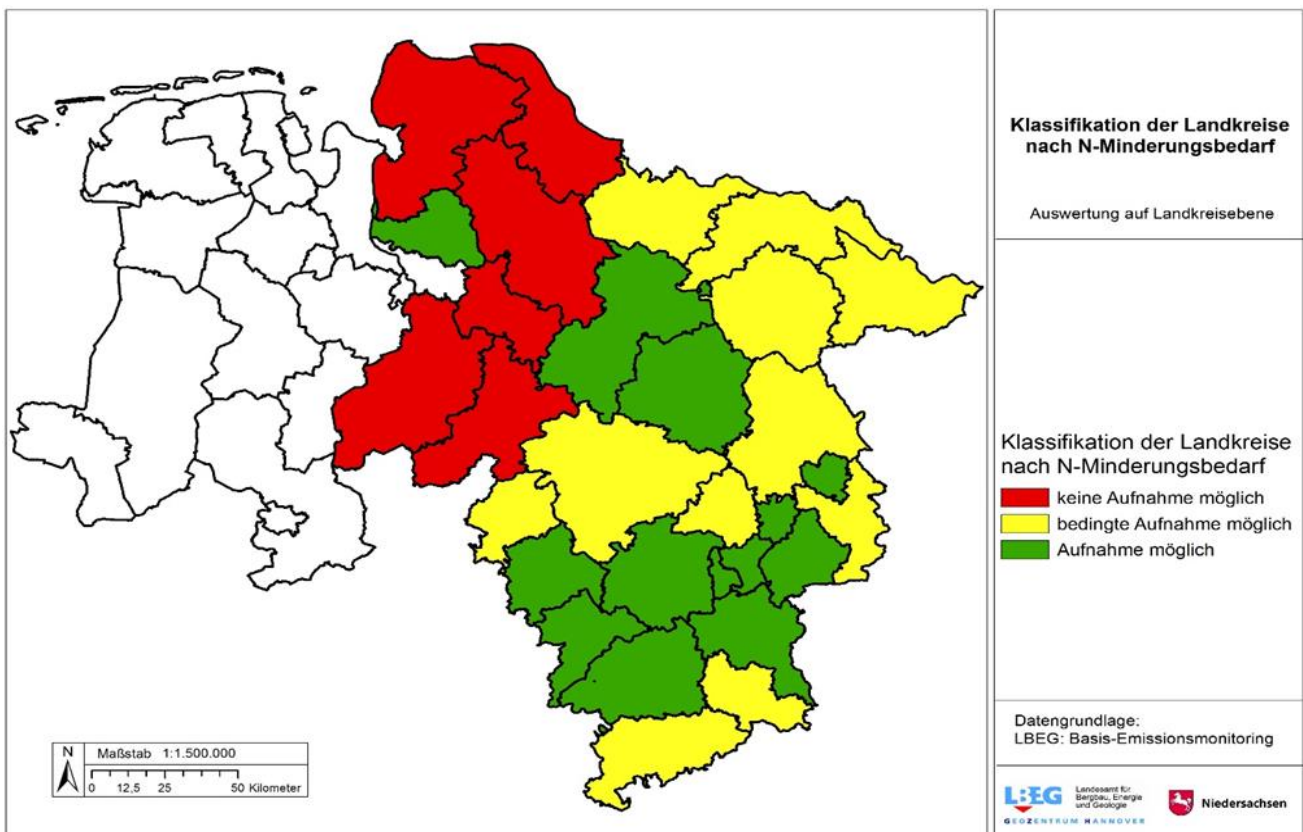 Klassifikation der Landkreise
nach N-Minderungsbedarf
Auswertung auf Landkreisebene
Klassifikation der Landkreise
nach N-Minderungsbedarf
keine Aufnahme möglich
bedingte Aufnahme möglich
Aufnahme möglich
Datengrundlage:
LBEG: Basis-Emissionsmonitoring
LBEG
Landesamt für
Bergbau, Energie
und Geologie
GEOZENTRUM HANNOVER
Niedersachsen
N
Maßstab 1:1.500.000
0 12,5 25 50 Kilometer